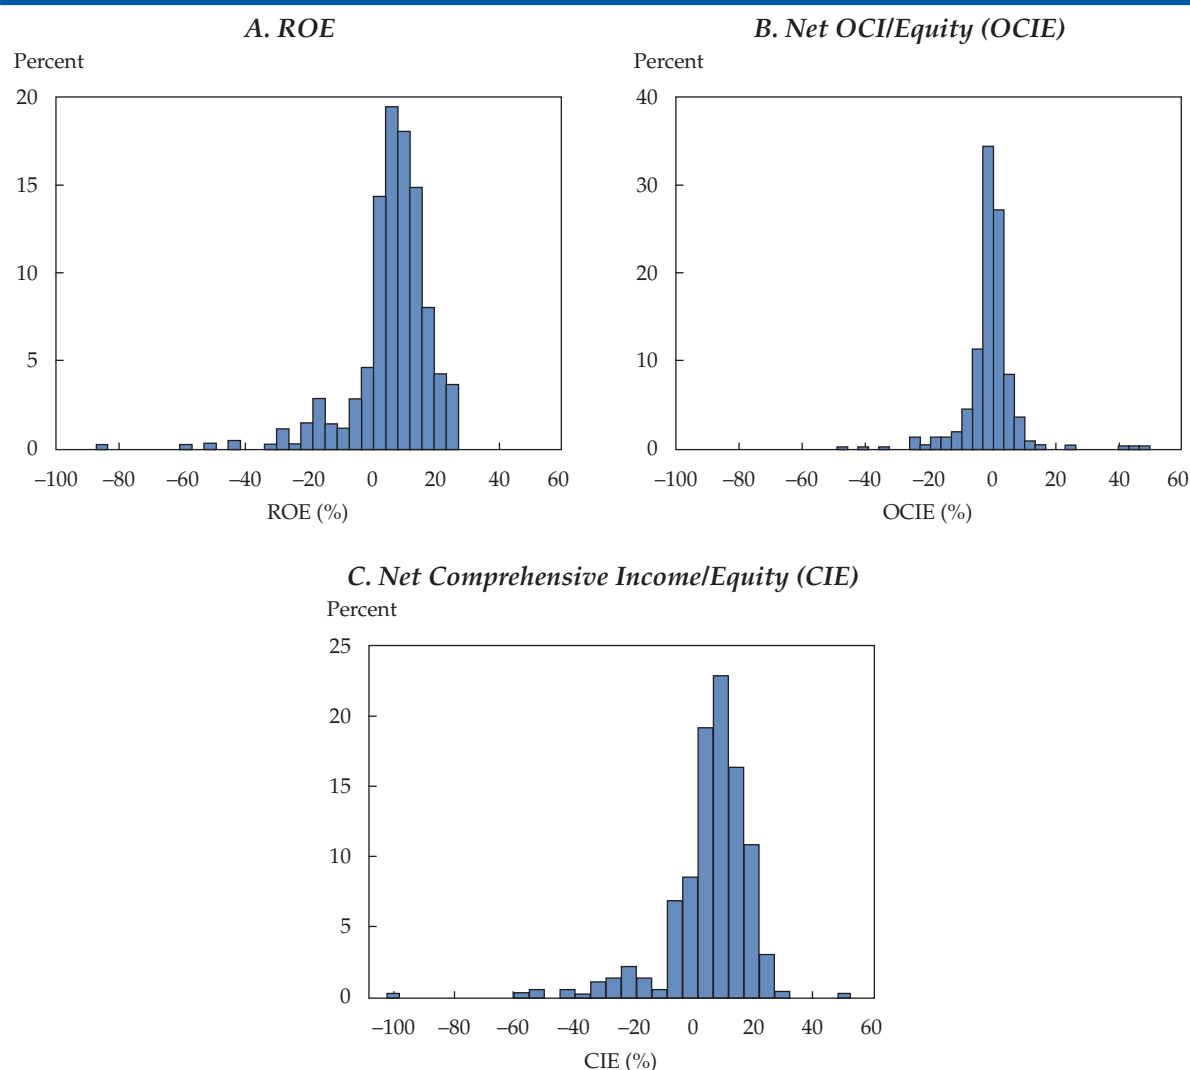 A. ROE
Percent
20
15
10
5
0
–100 –80 –60 –40 –20 0 20 40 60
ROE (%)
B. Net OCI/Equity (OCIE)
Percent
40
30
20
10
0
–100 –80 –60 –40 –20 0 20 40 60
OCIE (%)
C. Net Comprehensive Income/Equity (CIE)
Percent
25
20
15
10
5
0
–100 –80 –60 –40 –20 0 20 40 60
CIE (%)